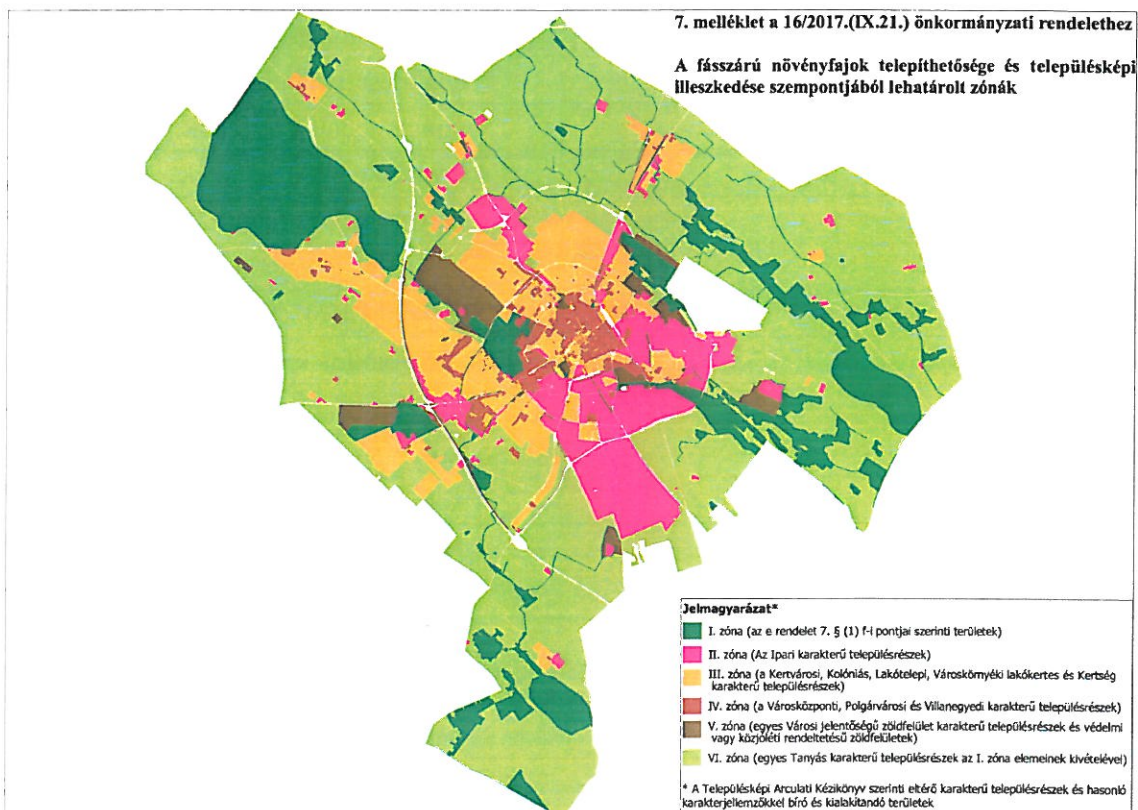 7. melléklet a 16/2017.(IX.21.) önkormányzati rendelethez
A fásszárú növényfajok telepíthetősége és településképi
illeszkedése szempontjából lehatárolt zónák
Jelmagyarázat*
I. zóna (az e rendelet 7. § (1) f-i pontjai szerinti területek)
II. zóna (Az Ipari karakterű településrészek)
III. zóna (a Kertvárosi, Kolóniás, Lakótelepi, Városkörnyéki lakókertes és Kertség
karakterű településrészek)
IV. zóna (a Városközponti, Polgárvárosi és Villanegyedi karakterű településrészek)
V. zóna (egyes Városi jelentőségű zöldfelület karakterű településrészek és védelmi
vagy közjóléti rendeltetésű zöldfelületek)
VI. zóna (egyes Tanyás karakterű településrészek az I. zóna elemeinek kivételével)
* A Településképi Arculati Kézikönyv szerinti eltérő karakterű településrészek és hasonló
karakterjellemzőkkel bíró és kialakítandó területek